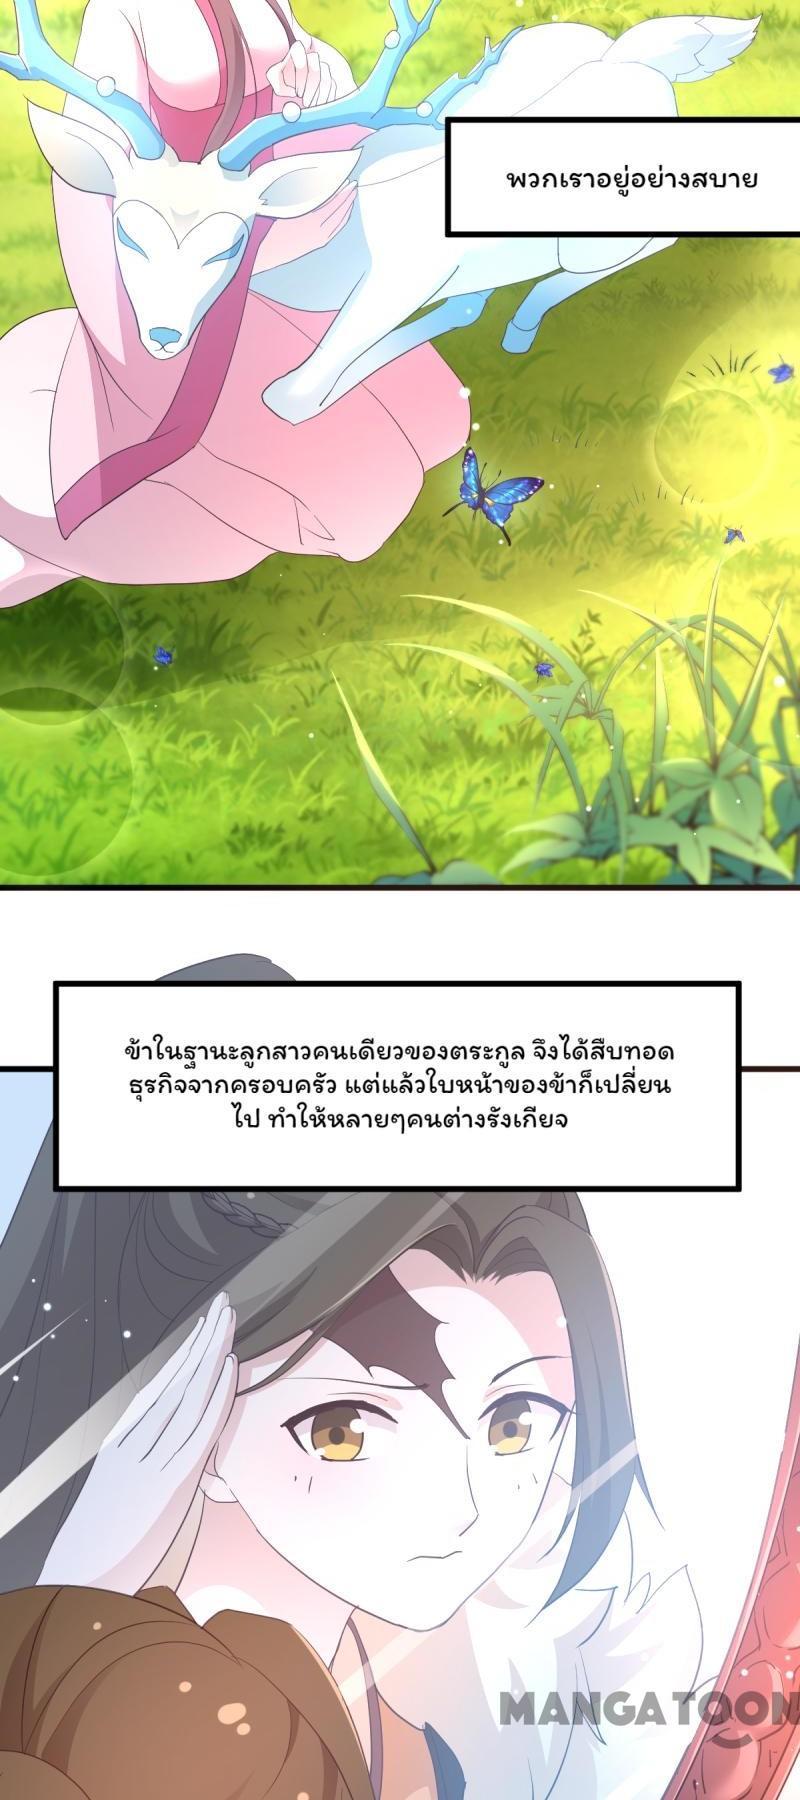 พวกเราอยู่อย่างสบาย
ข้าในฐานะลูกสาวคนเดียวของตระกูล จึงได้สืบทอด
ธุรกิจจากครอบครัว แต่แล้วใบหน้าของข้าก็เปลี่ยน
ไป ทำให้หลายๆคนต่างรังเกียจ
MANGATOON